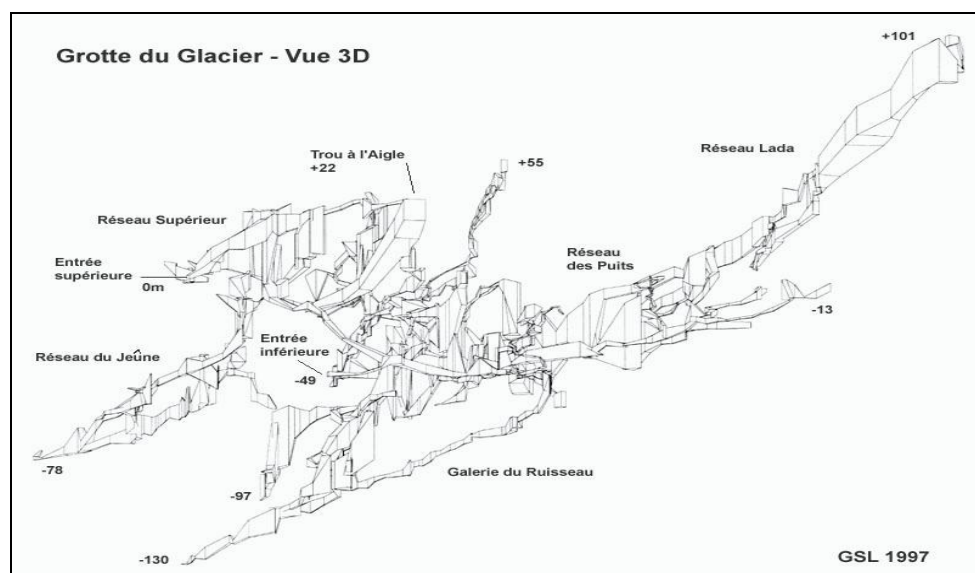 Grotte du Glacier - Vue 3D
+101
Trou à l'Aigle
+22
+55
Réseau Lada
Réseau Supérieur
Entrée
supérieure
0m
Réseau
des Puits
-13
Entrée
inférieure
-49
Réseau du Jeûne
-78
Galerie du Ruisseau
-97
-130
GSL 1997